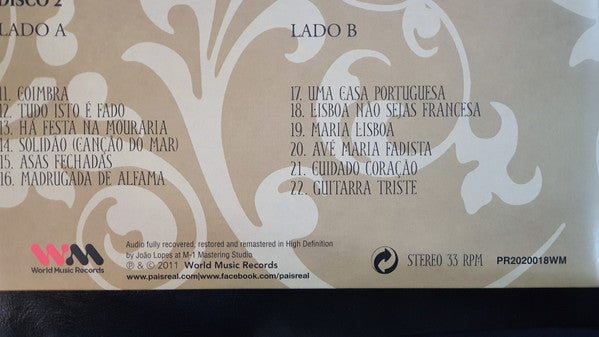 DISCO 2
LADO A
11. COIMBRA
12. TUDO ISTO É FADO
13. HÁ FESTA NA MOURARIA
14. SOLIDÃO (CANÇÃO DO MAR)
15. ASAS FECHADAS
16. MADRUGADA DE ALFAMA
LADO B
17. UMA CASA PORTUGUESA
18. LISBOA NÃO SEJAS FRANCESA
19. MARIA LISBOA
20. AVÉ MARIA FADISTA
21. CUIDADO CORAÇÃO
22. GUITARRA TRISTE
WM
World Music Records
Audio fully recovered, restored and remastered in High Definition
by João Lopes at M-1 Mastering Studio
℗ & © 2011 World Music Records
www.paisreal.com|www.facebook.com/paisreal
STEREO 33 RPM
PR2020018WM